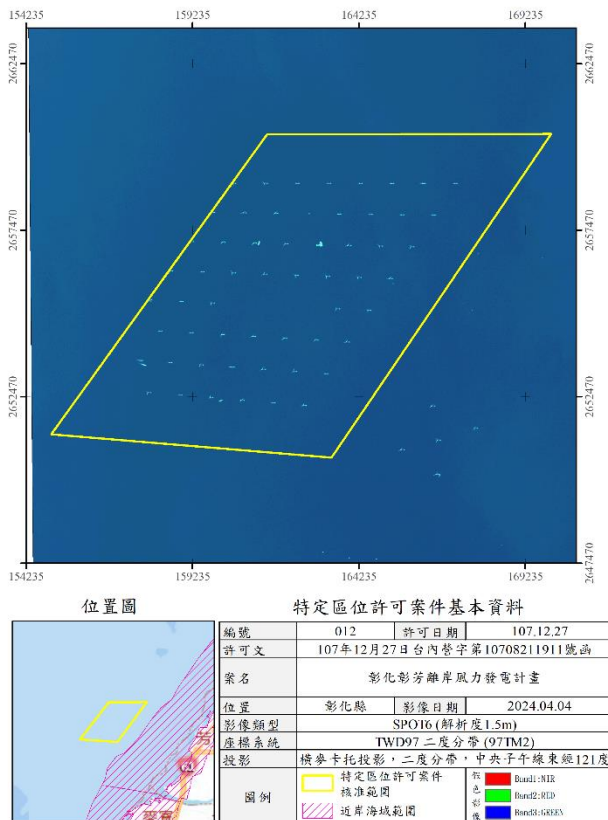 154235 159235 164235 169235
2662470 2662470
2657470 2657470
2652470 2652470
2647470
154235 159235 164235 169235
位置圖
特定區位許可案件基本資料
編號 012 許可日期 107.12.27
許可文 107年12月27日台內營字第10708211911號函
案名 彰化彰芳離岸風力發電計畫
位置 彰化縣 影像日期 2024.04.04
影像類型 SPOT6 (解析度1.5m)
座標系統 TWD97 二度分帶 (97TM2)
投影 橫麥卡托投影，二度分帶，中央子午線東經121度
圖例
特定區位許可案件
核准範圍
近岸海域範圍
色彩
Band1:NIR
Band2:RED
Band3:GREEN
芳